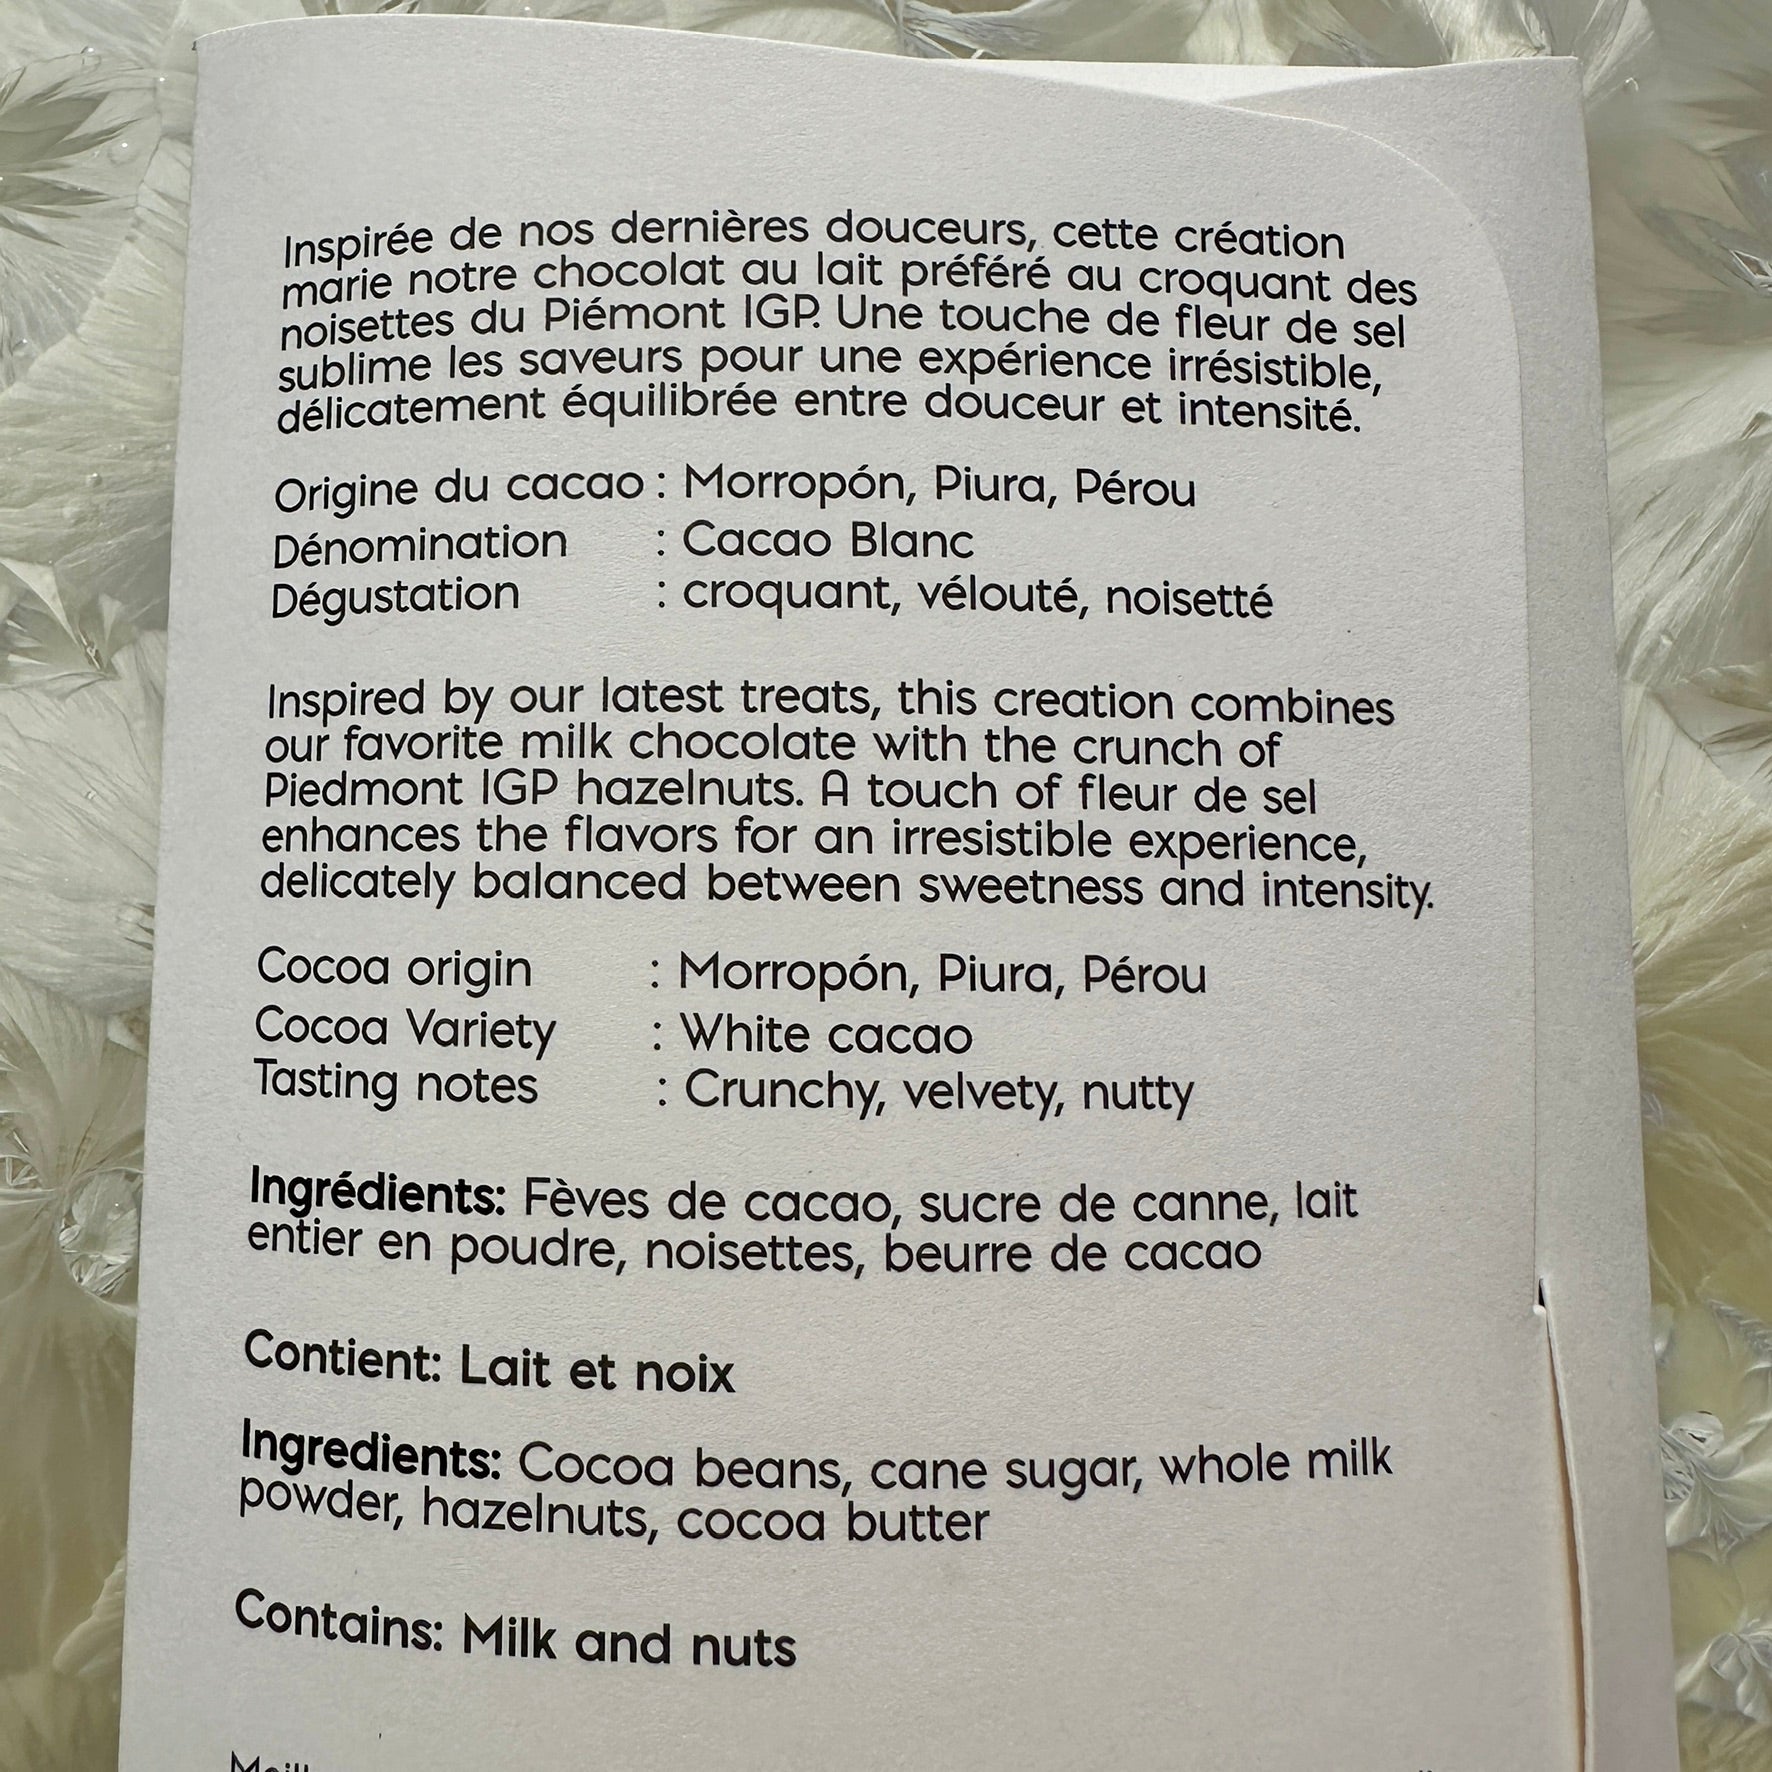 Inspirée de nos dernières douceurs, cette création
marie notre chocolat au lait préféré au croquant des
noisettes du Piémont IGP. Une touche de fleur de sel
sublime les saveurs pour une expérience irrésistible,
délicatement équilibrée entre douceur et intensité.
Origine du cacao : Morropón, Piura, Pérou
Dénomination : Cacao Blanc
Dégustation : croquant, vélouté, noisetté
Inspired by our latest treats, this creation combines
our favorite milk chocolate with the crunch of
Piedmont IGP hazelnuts. A touch of fleur de sel
enhances the flavors for an irresistible experience,
delicately balanced between sweetness and intensity.
Cocoa origin : Morropón, Piura, Pérou
Cocoa Variety : White cacao
Tasting notes : Crunchy, velvety, nutty
Ingrédients: Fèves de cacao, sucre de canne, lait
entier en poudre, noisettes, beurre de cacao
Contient: Lait et noix
Ingredients: Cocoa beans, cane sugar, whole milk
powder, hazelnuts, cocoa butter
Contains: Milk and nuts